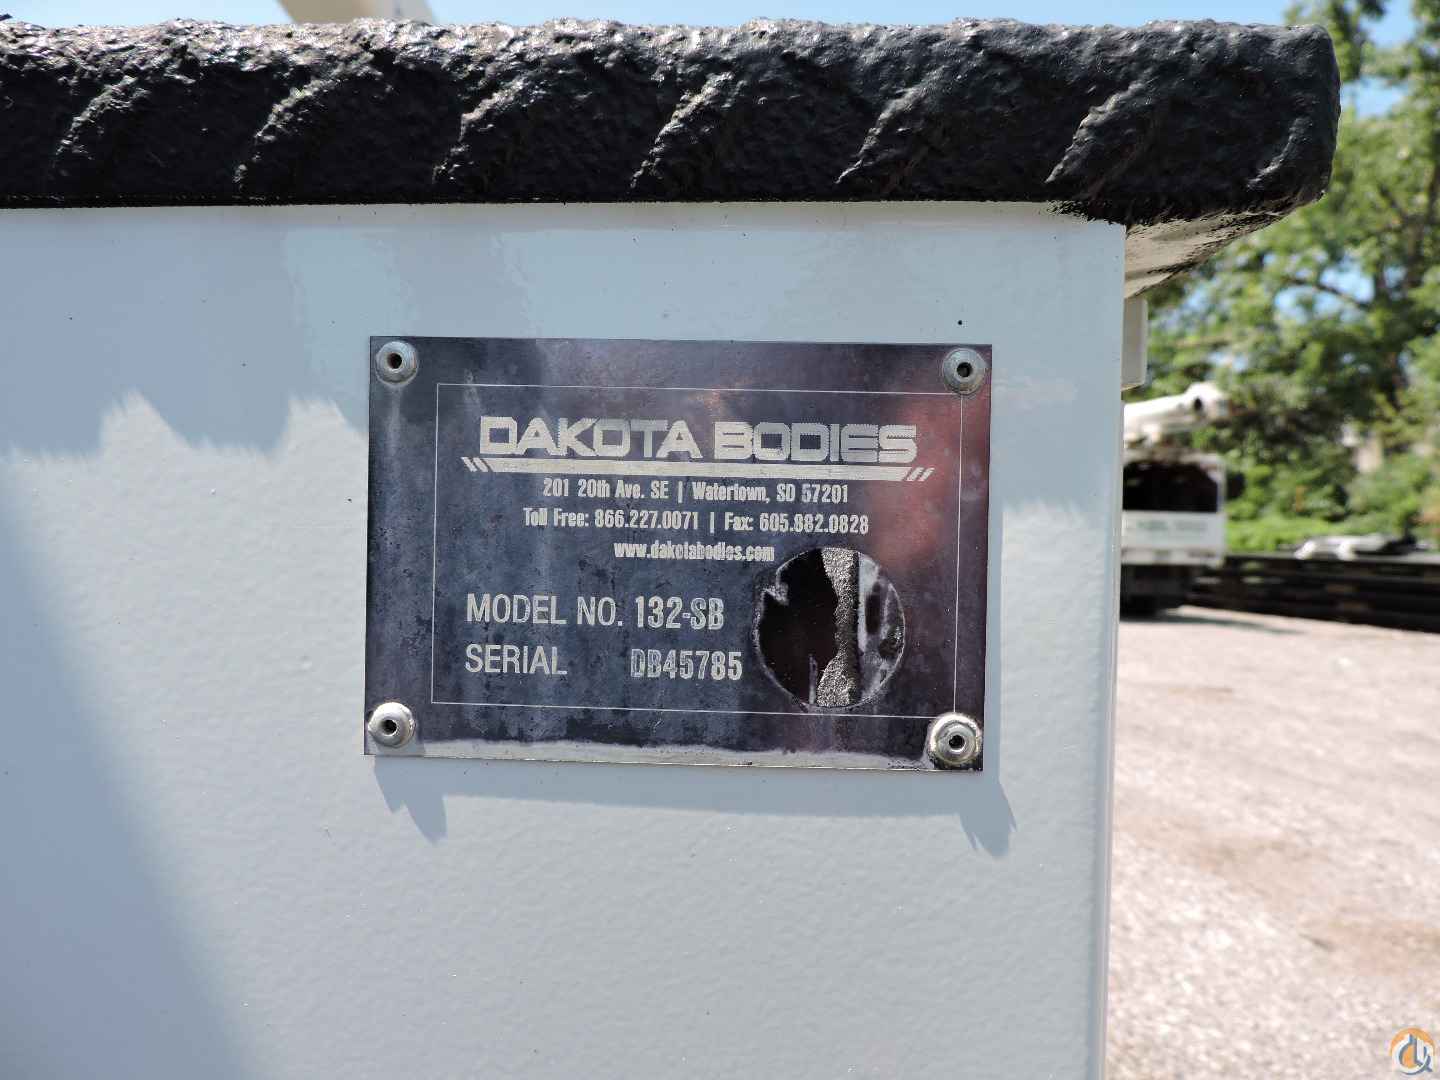 DAKOTA BODIES
201 20th Ave. SE | Watertown, SD 57201
Toll Free: 866.227.0071 | Fax: 605.882.0828
www.dakotabodies.com
MODEL NO. 132-SB
SERIAL DB45785